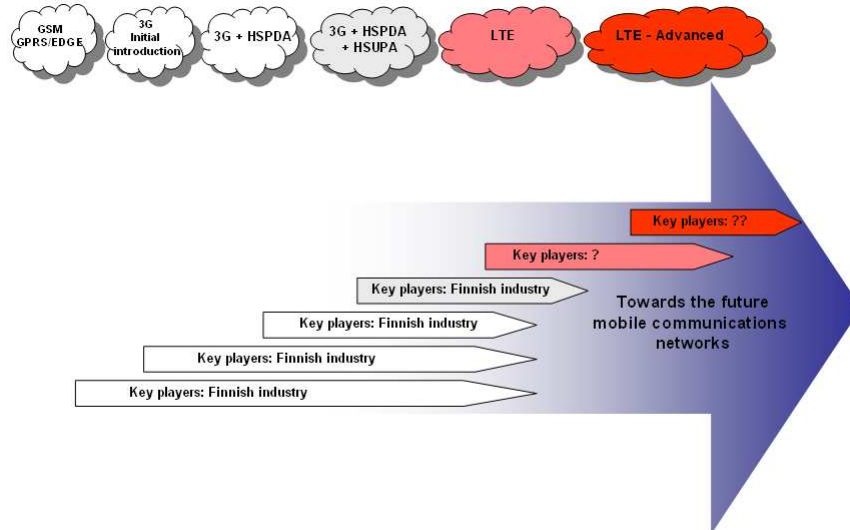 GSM
GPRS/EDGE
3G
Initial
introduction
3G + HSPDA
3G + HSPDA
+ HSUPA
LTE
LTE - Advanced
Key players: ??
Key players: ?
Key players: Finnish industry
Key players: Finnish industry
Key players: Finnish industry
Key players: Finnish industry
Towards the future
mobile communications
networks